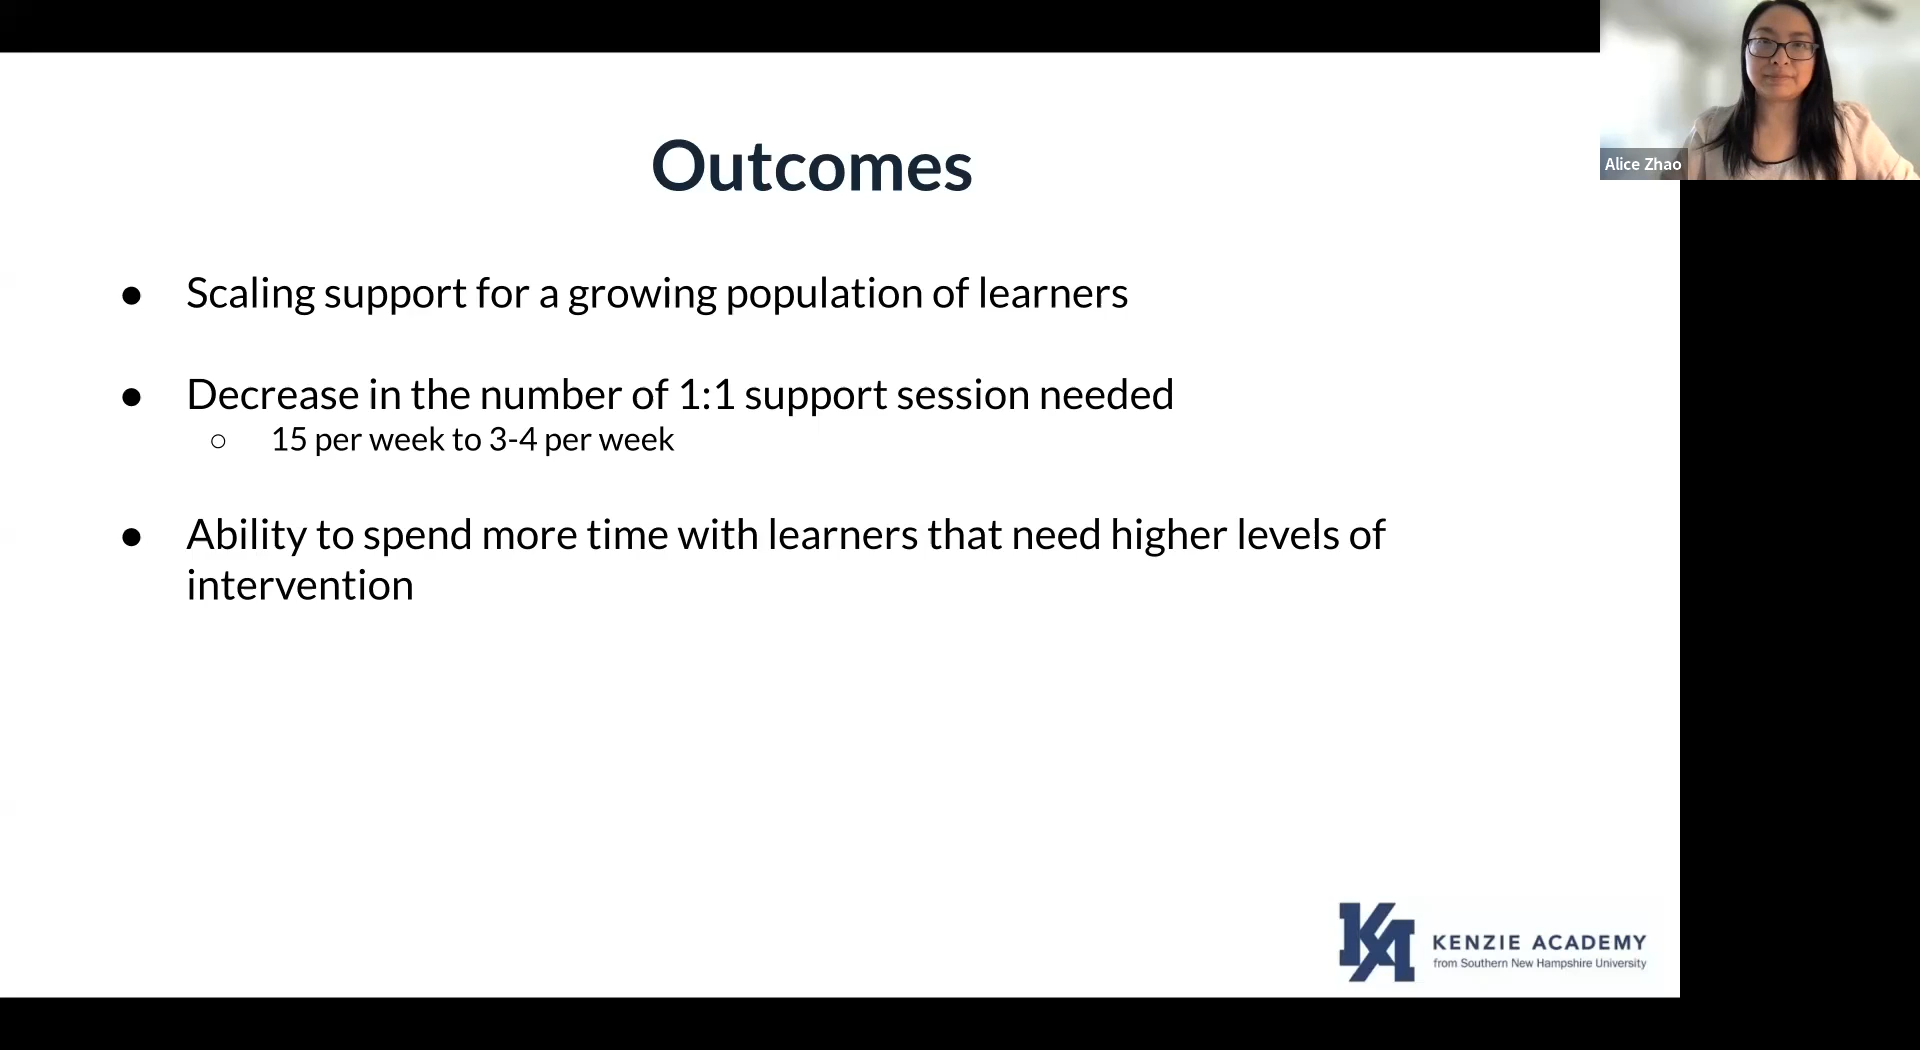 Outcomes
● Scaling support for a growing population of learners
● Decrease in the number of 1:1 support session needed
○ 15 per week to 3-4 per week
● Ability to spend more time with learners that need higher levels of
intervention
Alice Zhao
KA
KENZIE ACADEMY
from Southern New Hampshire University